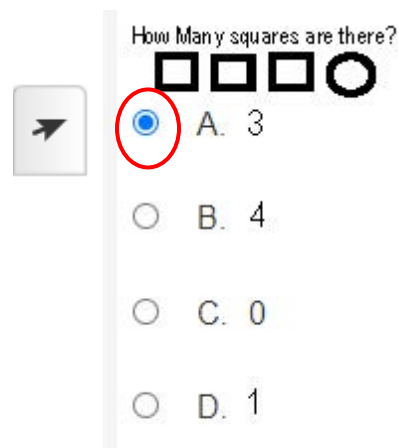 How Many squares are there?
A. 3
B. 4
C. 0
D. 1